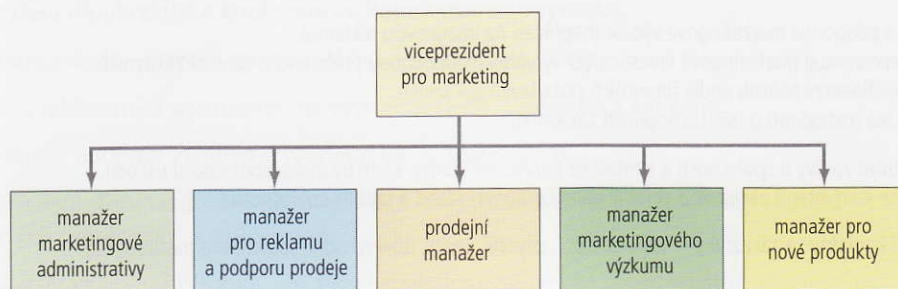 viceprezident
pro marketing
manažer
marketingové
administrativy
manažer
pro reklamu
a podporu prodeje
prodejní
manažer
manažer
marketingového
výzkumu
manažer pro
nové produkty